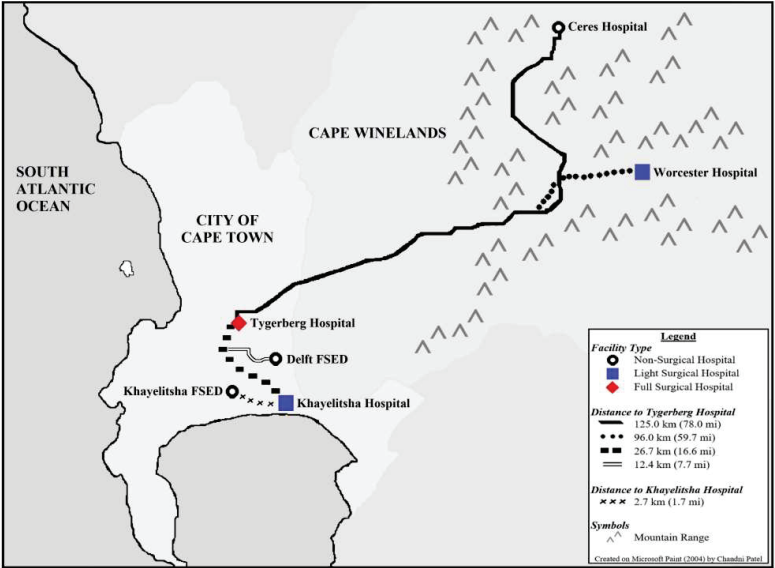 Ceres Hospital
CAPE WINELANDS
Worcester Hospital
SOUTH
ATLANTIC
OCEAN
CITY OF
CAPE TOWN
Tygerberg Hospital
Delft FSED
Khayelitsha FSED
Khayelitsha Hospital
Legend
Facility Type
Non-Surgical Hospital
Light Surgical Hospital
Full Surgical Hospital
Distance to Tygerberg Hospital
125.0 km (78.0 mi)
96.0 km (59.7 mi)
26.7 km (16.6 mi)
12.4 km (7.7 mi)
Distance to Khayelitsha Hospital
2.7 km (1.7 mi)
Symbols
Mountain Range
Created on Microsoft Paint (2004) by Chandni Patel